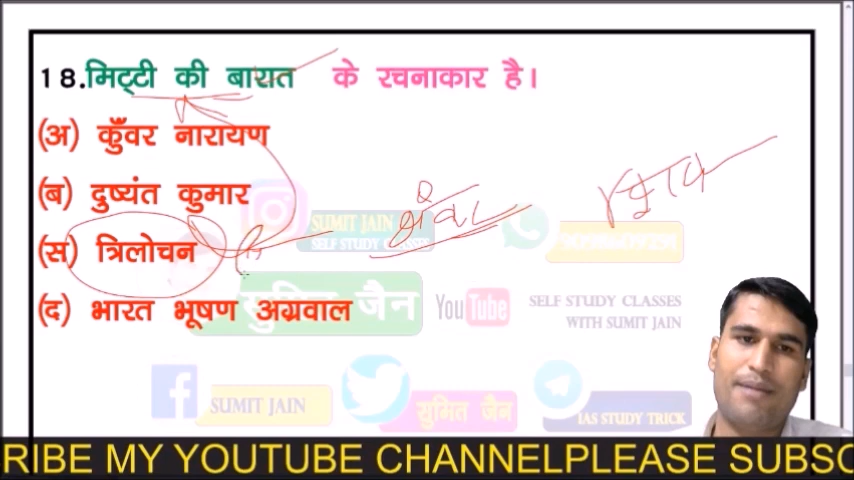 18.मिट्टी की बारात के रचनाकार है।
(अ) कुँवर नारायण
(ब) दुष्यंत कुमार
SUMIT JAIN
SELF STUDY CLASSES
(स) त्रिलोचन
(द) भारत भूषण अग्रवाल
सुमित जैन
YouTube
SELF STUDY CLASSES
WITH SUMIT JAIN
SUMIT JAIN
सुमित जैन
IAS STUDY TRICK
RIBE MY YOUTUBE CHANNELPLEASE SUBSC